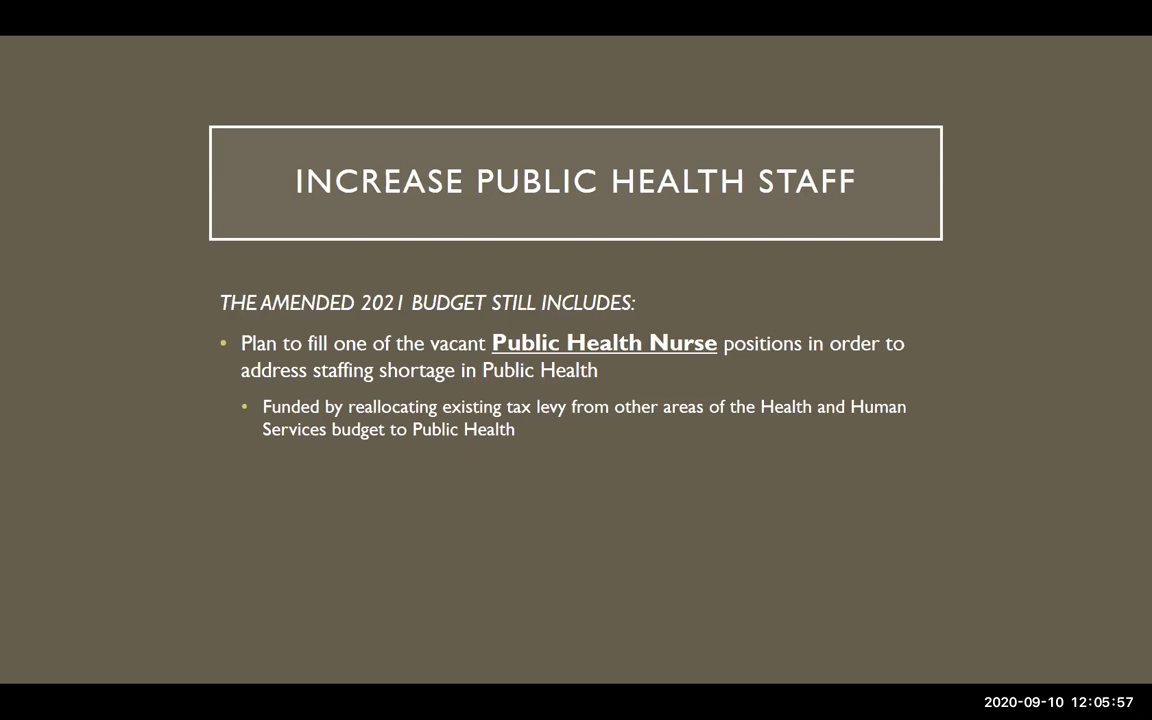 INCREASE PUBLIC HEALTH STAFF
THE AMENDED 2021 BUDGET STILL INCLUDES:
• Plan to fill one of the vacant Public Health Nurse positions in order to
address staffing shortage in Public Health
• Funded by reallocating existing tax levy from other areas of the Health and Human
Services budget to Public Health
2020-09-10 12:05:57